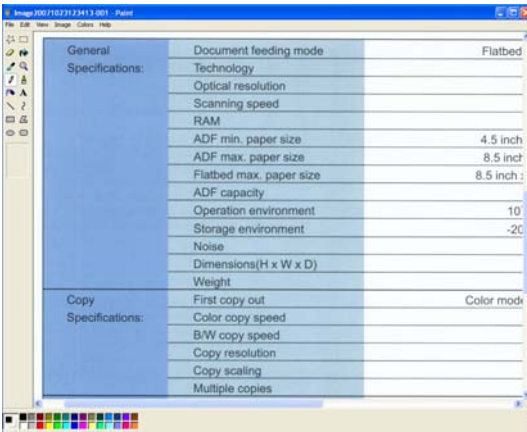 Image20071023123413-001 - Paint
File Edit View Image Colors Help
General Document feeding mode Flatbed
Specifications: Technology
Optical resolution
Scanning speed
RAM
ADF min. paper size 4.5 inch
ADF max. paper size 8.5 inch
Flatbed max. paper size 8.5 inch
ADF capacity
Operation environment 10
Storage environment -20
Noise
Dimensions(H x W x D)
Weight
Copy First copy out Color mode
Specifications: Color copy speed
B/W copy speed
Copy resolution
Copy scaling
Multiple copies